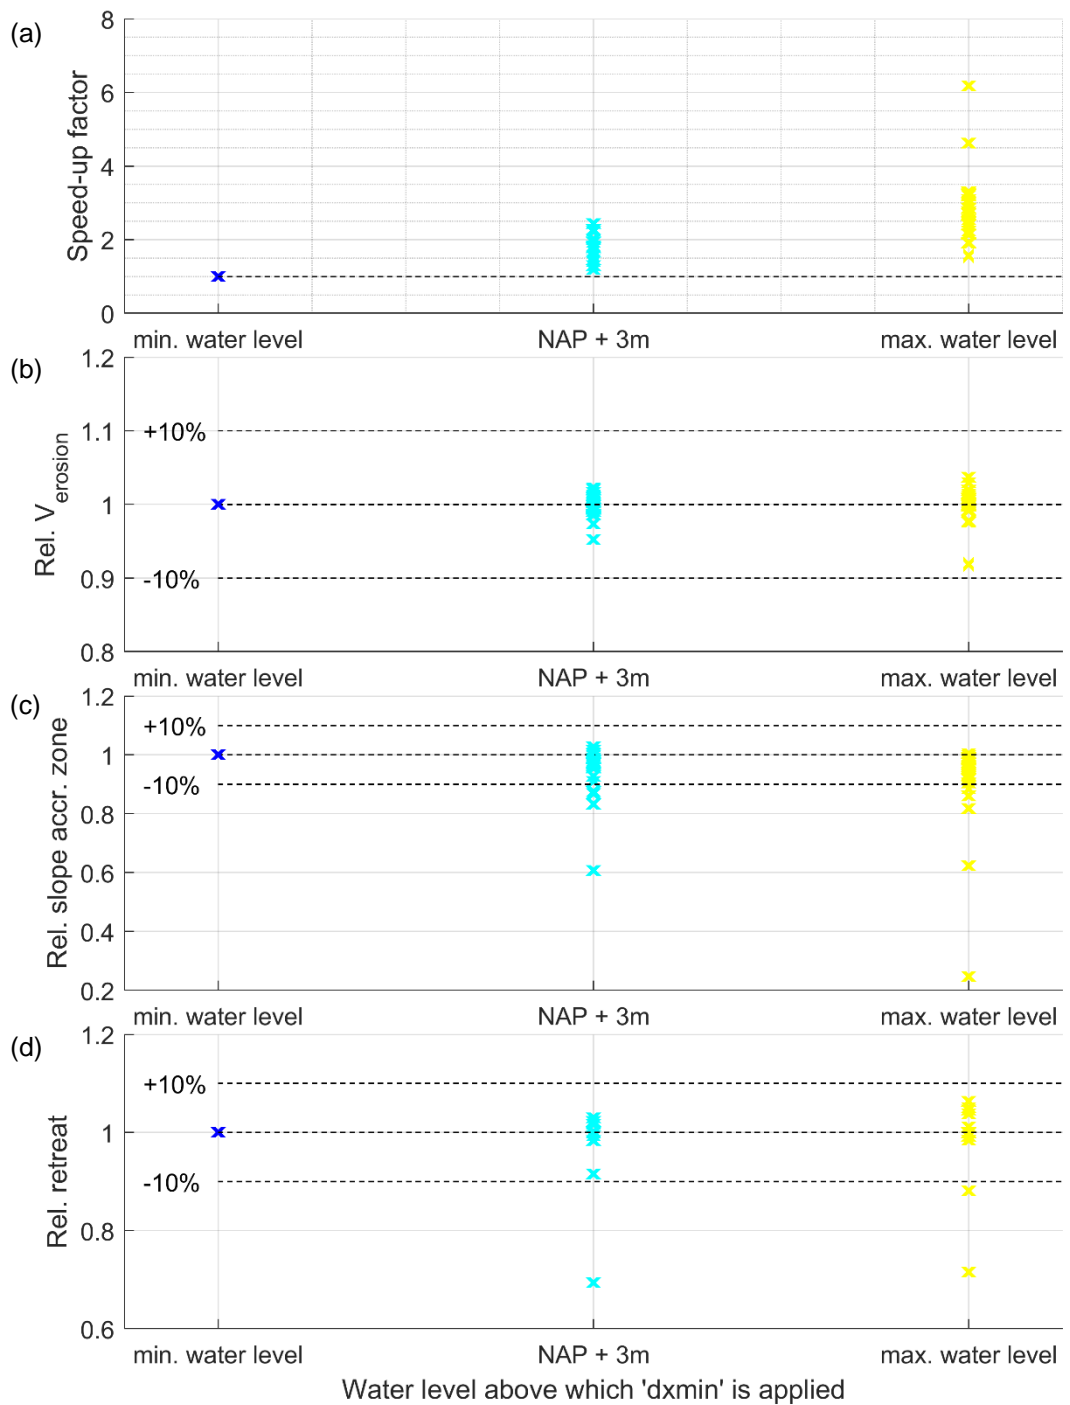 (a)
Speed-up factor
8
6
4
2
0
min. water level NAP + 3m max. water level
(b)
Rel. V_erosion
1.2
1.1
1
0.9
0.8
+10%
-10%
min. water level NAP + 3m max. water level
(c)
Rel. slope accr. zone
1.2
1
0.8
0.6
0.4
0.2
+10%
-10%
min. water level NAP + 3m max. water level
(d)
Rel. retreat
1.2
1
0.8
0.6
+10%
-10%
min. water level NAP + 3m max. water level
Water level above which 'dxmin' is applied